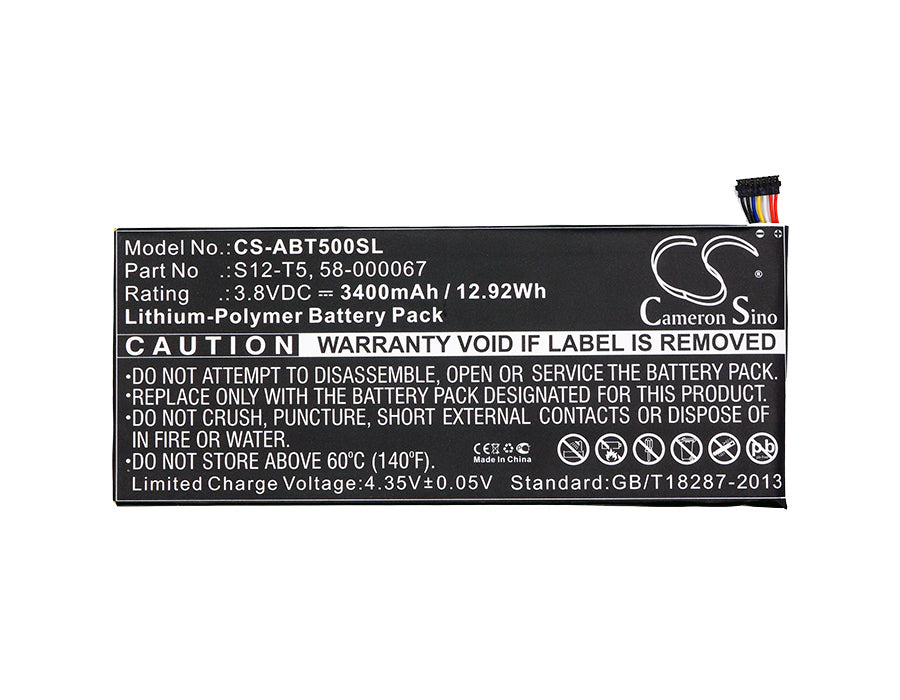 Model No.: CS-ABT500SL
Part No .: S12-T5, 58-000067
Rating .: 3.8VDC ⎓ 3400mAh / 12.92Wh
Lithium-Polymer Battery Pack
CS
Cameron Sino
CAUTION WARRANTY VOID IF LABEL IS REMOVED
•DO NOT ATTEMPT TO DISASSEMBLE, OPEN OR SERVICE BATTERY PACK.
•REPLACE ONLY WITH THE BATTERY PACK DESIGNATED FOR THIS PRODUCT.
•DO NOT CRUSH, PUNCTURE, SHORT EXTERNAL CONTACTS OR DISPOSE OF
IN FIRE OR WATER.
•DO NOT STORE ABOVE 60°C (140°F).
CE
Made In China
Pb
Limited Charge Voltage:4.35V±0.05V Standard:GB/T18287-2013